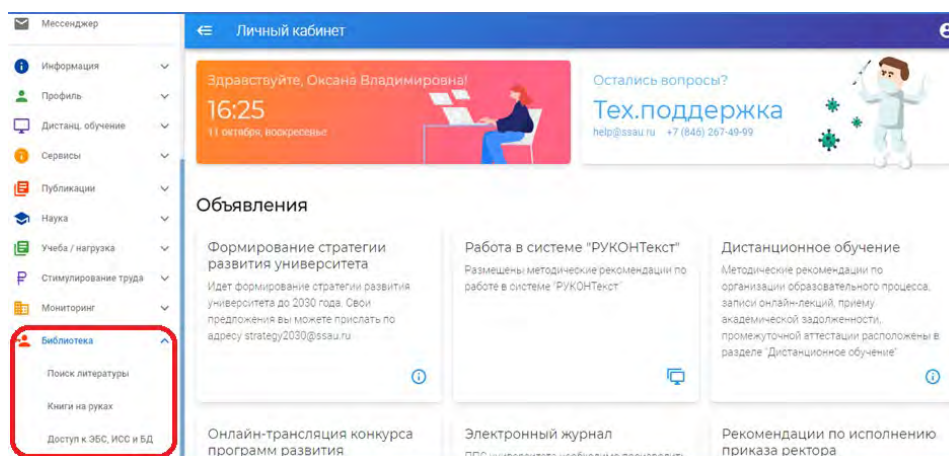 Мессенджер
Информация
Профиль
Дистанц. обучение
Сервисы
Публикации
Наука
Учеба / нагрузка
Стимулирование труда
Мониторинг
Библиотека
Поиск литературы
Книги на руках
Доступ к ЭБС, ИСС и БД
Личный кабинет
Здравствуйте, Оксана Владимировна!
16:25
11 октября, воскресенье
Остались вопросы?
Тех.поддержка
help@ssau.ru +7 (846) 267-49-99
Объявления
Формирование стратегии
развития университета
Идет формирование стратегии развития
университета до 2030 года. Свои
предложения вы можете прислать по
адресу strategy2030@ssau.ru
Работа в системе "РУКОНТекст"
Размещены методические рекомендации по
работе в системе "РУКОНТекст"
Дистанционное обучение
Методические рекомендации по
организации образовательного процесса,
записи онлайн-лекций, приему
академической задолженности,
промежуточной аттестации расположены в
разделе "Дистанционное обучение"
Онлайн-трансляция конкурса
программ развития
Электронный журнал
ППС университета необходимо производить
Рекомендации по исполнению
приказа ректора